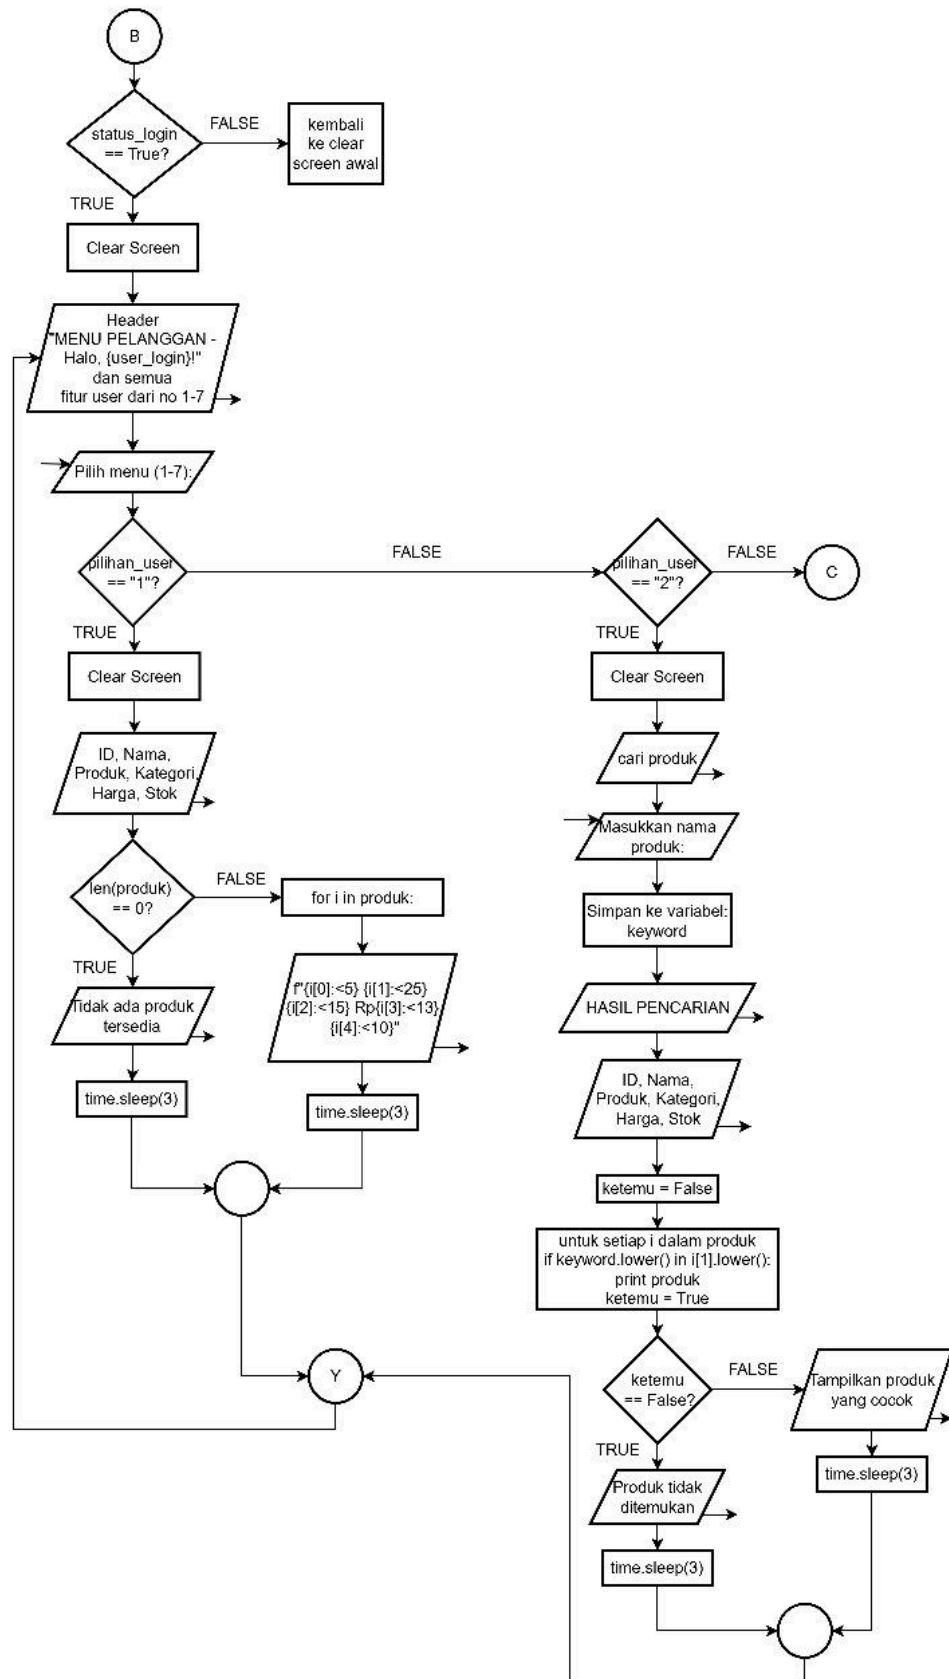 B
status_login
== True?
FALSE
kembali
ke clear
screen awal
TRUE
Clear Screen
Header
"MENU PELANGGAN -
Halo, {user_login}!"
dan semua
fitur user dari no 1-7
Pilih menu (1-7):
pilihan_user
== "1"?
FALSE
pilihan_user
== "2"?
FALSE
C
TRUE
Clear Screen
ID, Nama,
Produk, Kategori,
Harga, Stok
len(produk)
== 0?
FALSE
for i in produk:
f"{i[0]:<5} {i[1]:<25}
{i[2]:<15} Rp{i[3]:<13}
{i[4]:<10}"
time.sleep(3)
TRUE
Tidak ada produk
tersedia
time.sleep(3)
TRUE
Clear Screen
cari produk
Masukkan nama
produk:
Simpan ke variabel:
keyword
HASIL PENCARIAN
ID, Nama,
Produk, Kategori,
Harga, Stok
ketemu = False
untuk setiap i dalam produk
if keyword.lower() in i[1].lower():
print produk
ketemu = True
ketemu
== False?
FALSE
Tampilkan produk
yang cocok
time.sleep(3)
TRUE
Produk tidak
ditemukan
time.sleep(3)
Y